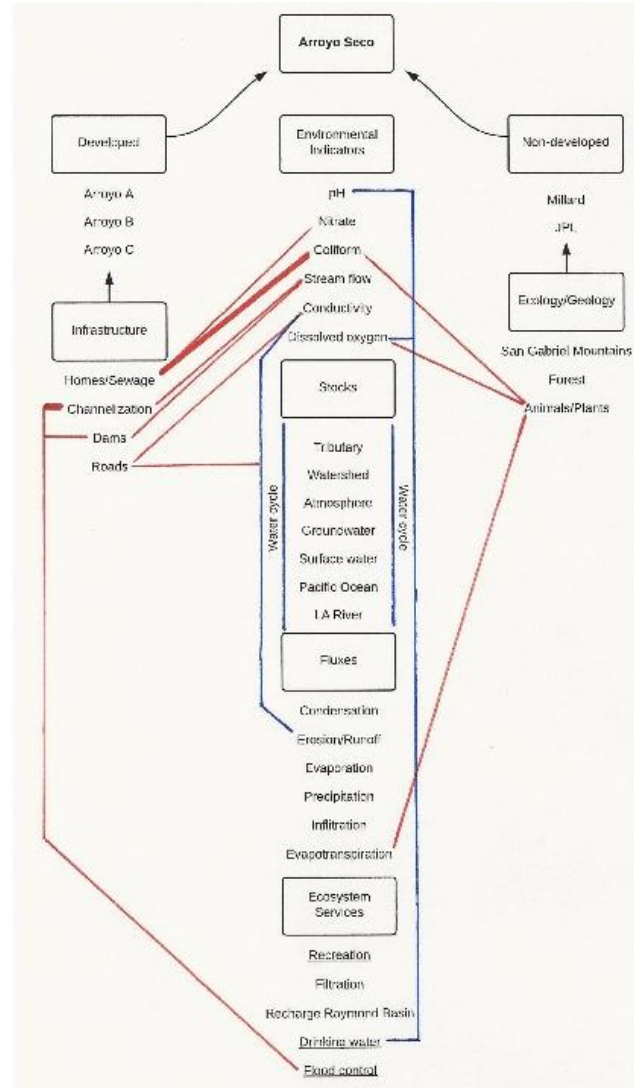 Arroyo Seco
Developed
Environmental
Indicators
Non-developed
Arroyo A
Arroyo B
Arroyo C
pH
Nitrate
Coliform
Stream flow
Conductivity
Dissolved oxygen
Millard
JPL
Infrastructure
Ecology/Geology
Homes/Sewage
Channelization
Dams
Roads
San Gabriel Mountains
Forest
Animals/Plants
Stocks
Tributary
Watershed
Atmosphere
Groundwater
Surface water
Pacific Ocean
LA River
Water cycle
Water cycle
Fluxes
Condensation
Erosion/Runoff
Evaporation
Precipitation
Infiltration
Evapotranspiration
Ecosystem
Services
Recreation
Filtration
Recharge Raymond Basin
Drinking water
Flood control